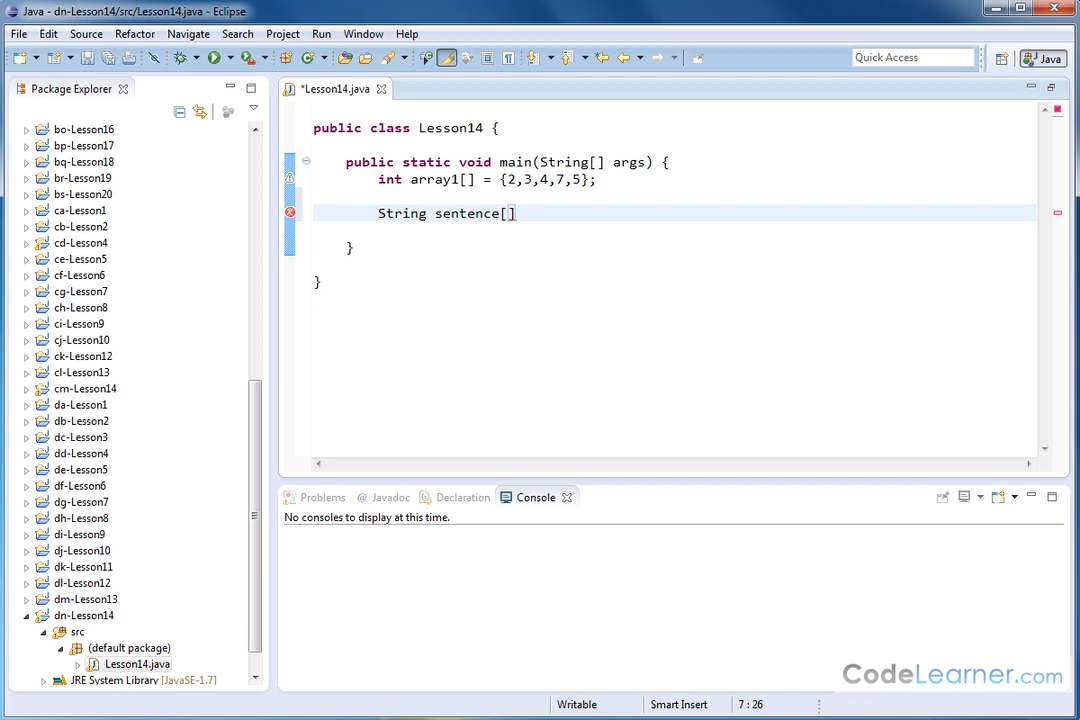 Java - dn-Lesson14/src/Lesson14.java - Eclipse
File Edit Source Refactor Navigate Search Project Run Window Help
Quick Access
Java
Package Explorer
*Lesson14.java
bo-Lesson16
bp-Lesson17
bq-Lesson18
br-Lesson19
bs-Lesson20
ca-Lesson1
cb-Lesson2
cd-Lesson4
ce-Lesson5
cf-Lesson6
cg-Lesson7
ch-Lesson8
ci-Lesson9
cj-Lesson10
ck-Lesson12
cl-Lesson13
cm-Lesson14
da-Lesson1
db-Lesson2
dc-Lesson3
dd-Lesson4
de-Lesson5
df-Lesson6
dg-Lesson7
dh-Lesson8
di-Lesson9
dj-Lesson10
dk-Lesson11
dl-Lesson12
dm-Lesson13
dn-Lesson14
src
(default package)
Lesson14.java
JRE System Library [JavaSE-1.7]
public class Lesson14 {
public static void main(String[] args) {
int array1[] = {2,3,4,7,5};
String sentence[]
}
}
Problems @ Javadoc Declaration Console
No consoles to display at this time.
CodeLearner.com
Writable Smart Insert 7 : 26